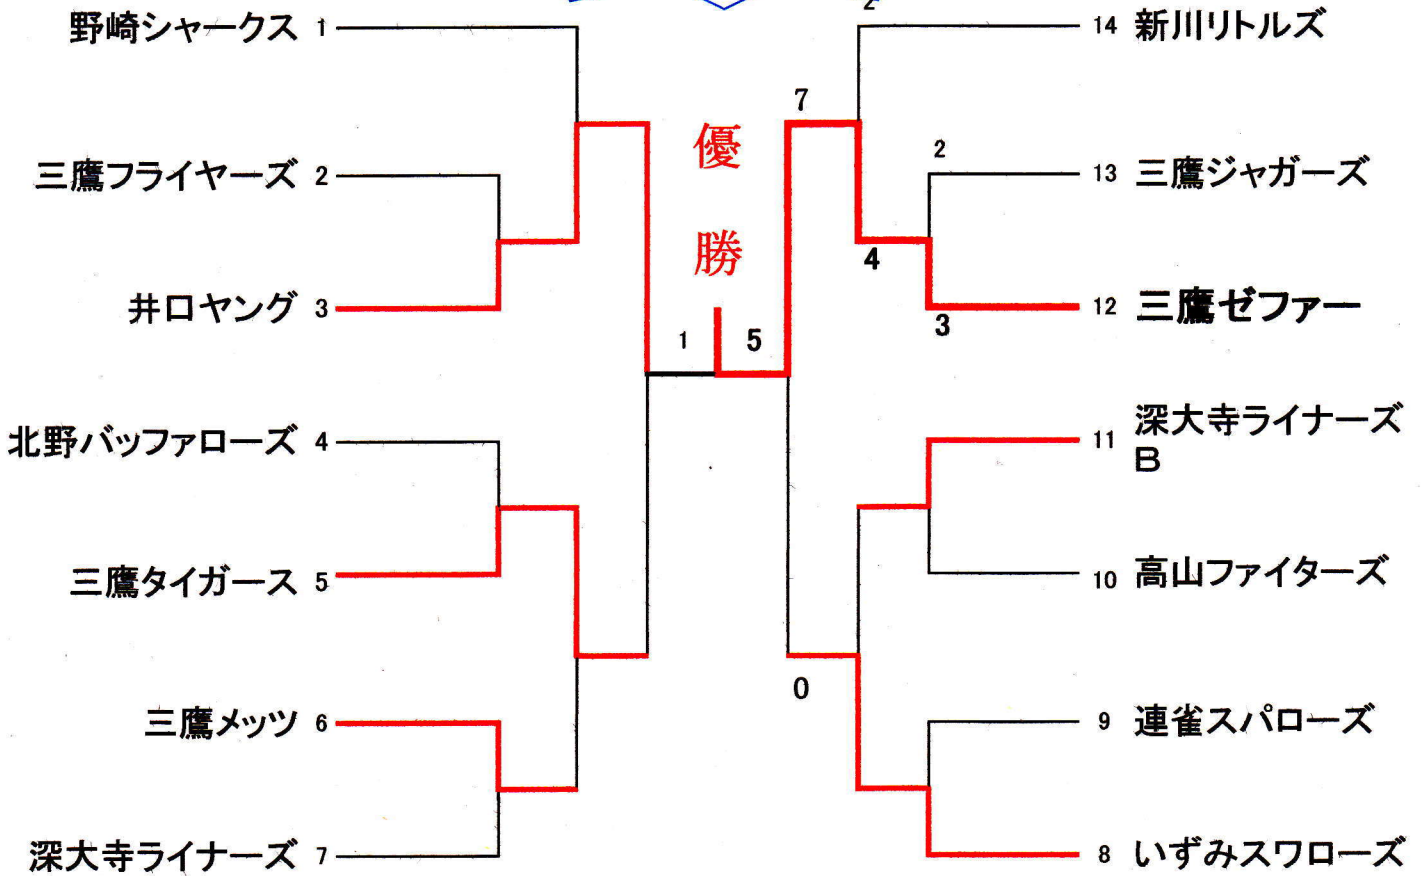 野崎シャークス 1
三鷹フライヤーズ 2
井口ヤング 3
北野バッファローズ 4
三鷹タイガース 5
三鷹メッツ 6
深大寺ライナーズ 7
優
勝
1
5
7
0
2
4
2
3
14 新川リトルズ
13 三鷹ジャガーズ
12 三鷹ゼファー
11 深大寺ライナーズ
B
10 高山ファイターズ
9 連雀スパローズ
8 いずみスワローズ